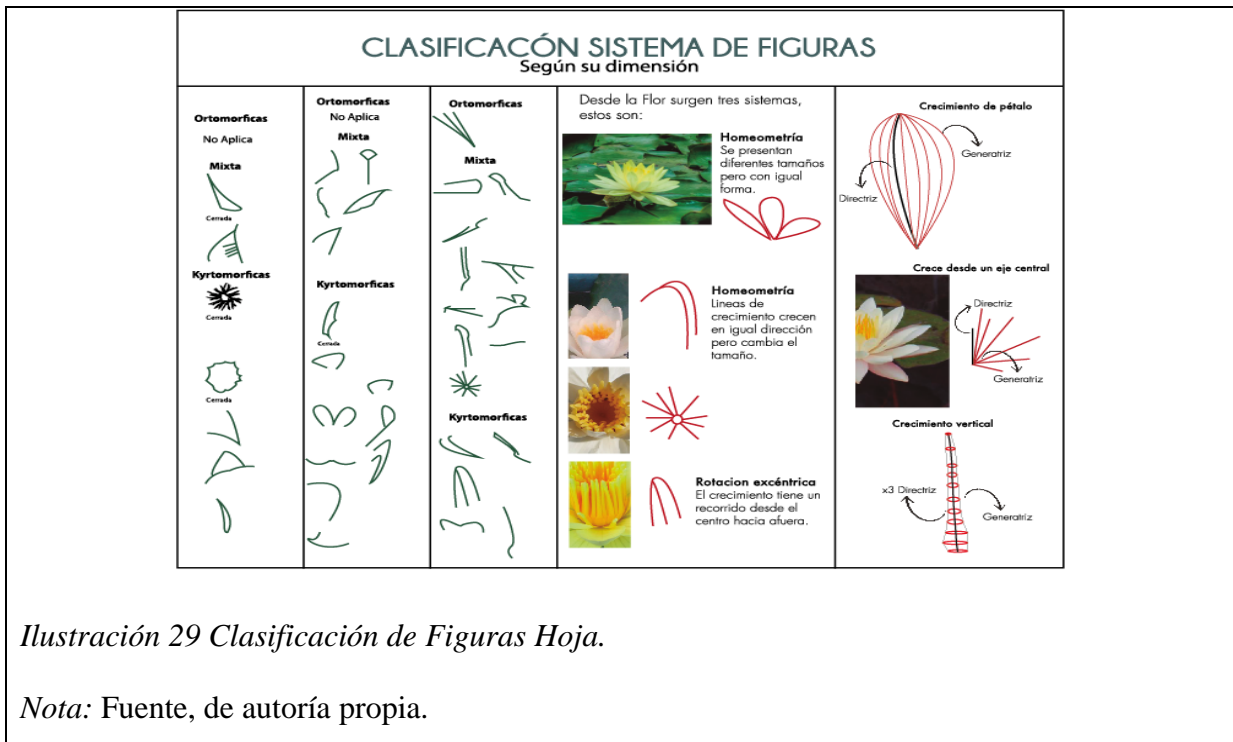 CLASIFICACÓN SISTEMA DE FIGURAS
Según su dimensión
Ortomorficas
No Aplica
Mixta
Cerrada
Kyrtomorficas
Cerrada
Cerrada
Ortomorficas
No Aplica
Mixta
Kyrtomorficas
Cerrada
Ortomorficas
Mixta
Kyrtomorficas
Desde la Flor surgen tres sistemas,
estos son:
Homeometría
Se presentan
diferentes tamaños
pero con igual
forma.
Homeometría
Lineas de
crecimiento crecen
en igual dirección
pero cambia el
tamaño.
Rotacion excéntrica
El crecimiento tiene un
recorrido desde el
centro hacia afuera.
Crecimiento de pétalo
Generatriz
Directriz
Crece desde un eje central
Directriz
Generatriz
Crecimiento vertical
x3 Directriz
Generatriz
Ilustración 29 Clasificación de Figuras Hoja.
Nota: Fuente, de autoría propia.